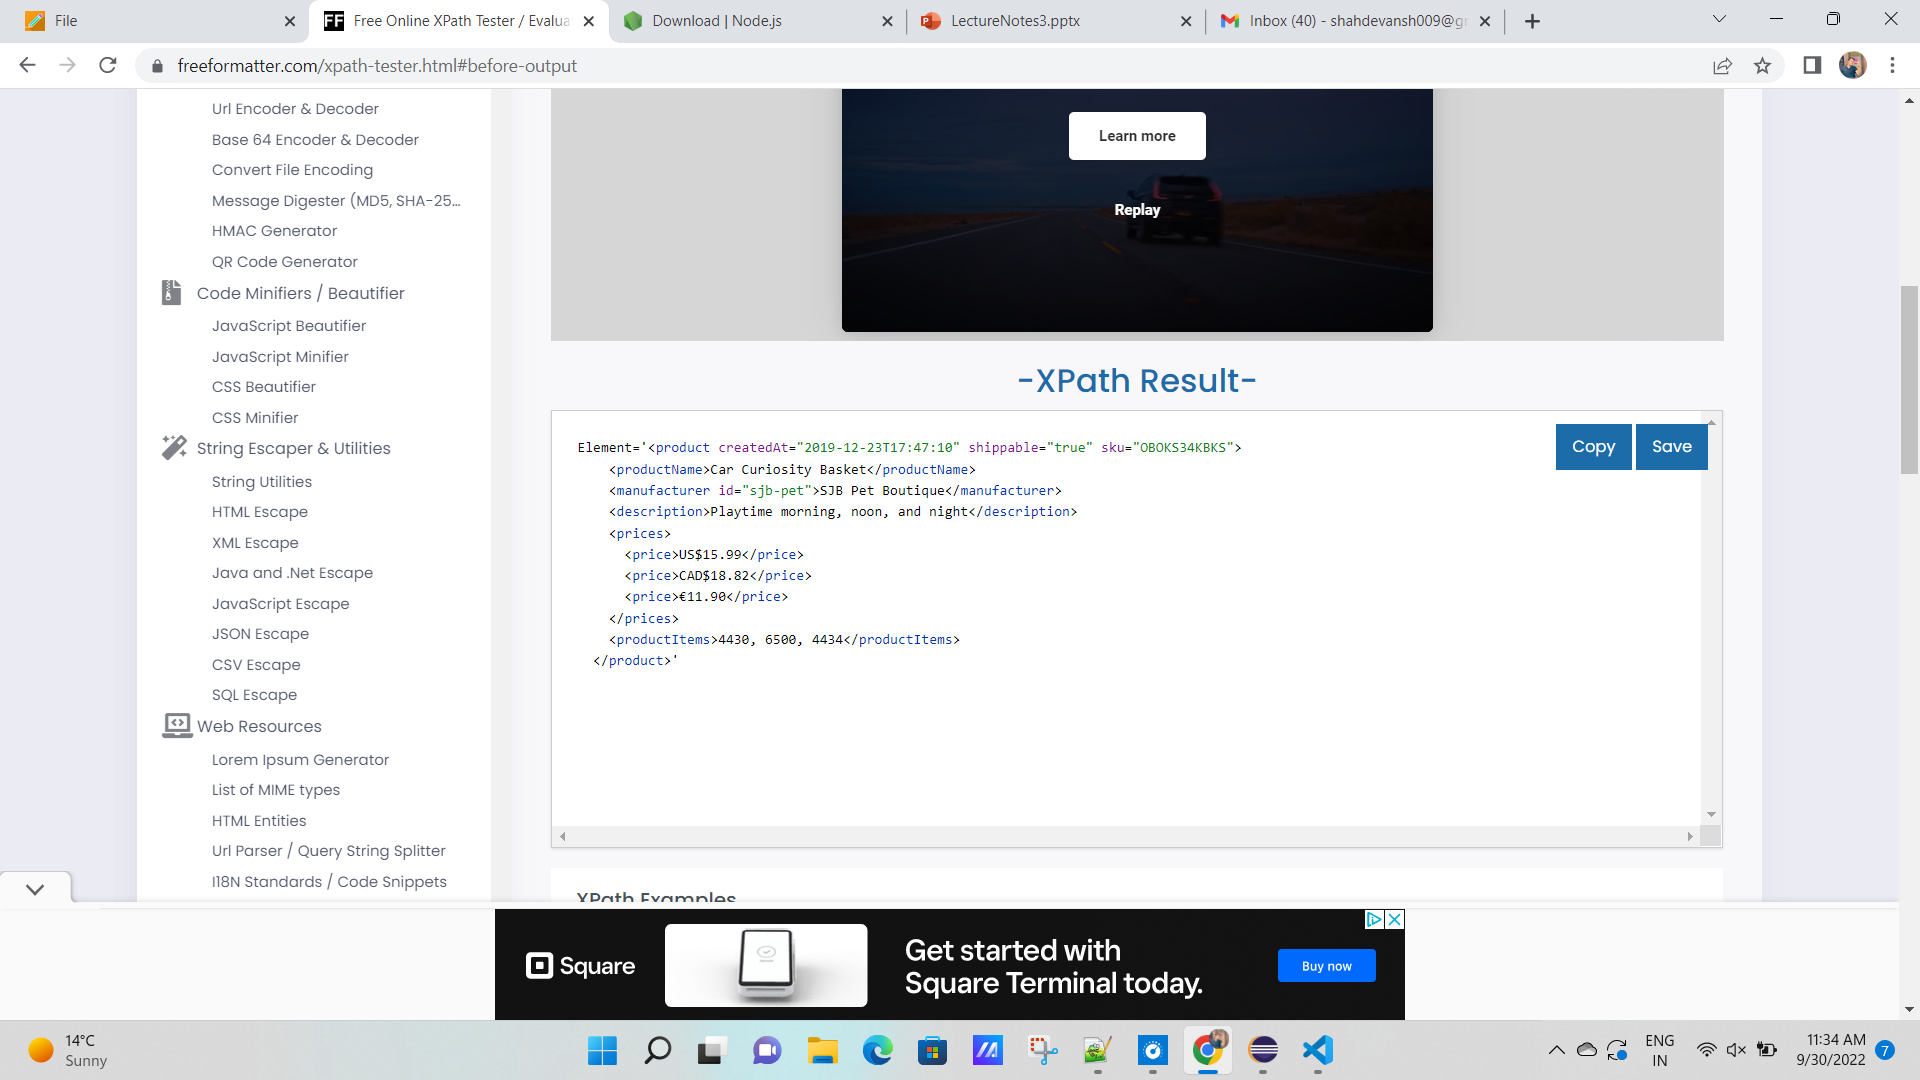 File
Free Online XPath Tester / Evalua
Download | Node.js
LectureNotes3.pptx
Inbox (40) - shahdevansh009@gr
freeformatter.com/xpath-tester.html#before-output
Url Encoder & Decoder
Base 64 Encoder & Decoder
Convert File Encoding
Message Digester (MD5, SHA-25...
HMAC Generator
QR Code Generator
Code Minifiers / Beautifier
JavaScript Beautifier
JavaScript Minifier
CSS Beautifier
CSS Minifier
String Escaper & Utilities
String Utilities
HTML Escape
XML Escape
Java and .Net Escape
JavaScript Escape
JSON Escape
CSV Escape
SQL Escape
Web Resources
Lorem Ipsum Generator
List of MIME types
HTML Entities
Url Parser / Query String Splitter
I18N Standards / Code Snippets
Learn more
Replay
-XPath Result-
Copy
Save
Element='<product createdAt="2019-12-23T17:47:10" shippable="true" sku="OBOKS34KBKS">
<productName>Car Curiosity Basket</productName>
<manufacturer id="sjb-pet">SJB Pet Boutique</manufacturer>
<description>Playtime morning, noon, and night</description>
<prices>
<price>US$15.99</price>
<price>CAD$18.82</price>
<price>€11.90</price>
</prices>
<productItems>4430, 6500, 4434</productItems>
</product>'
XPath Examples
Square
Get started with
Square Terminal today.
Buy now
14°C
Sunny
ENG
IN
11:34 AM
9/30/2022
7